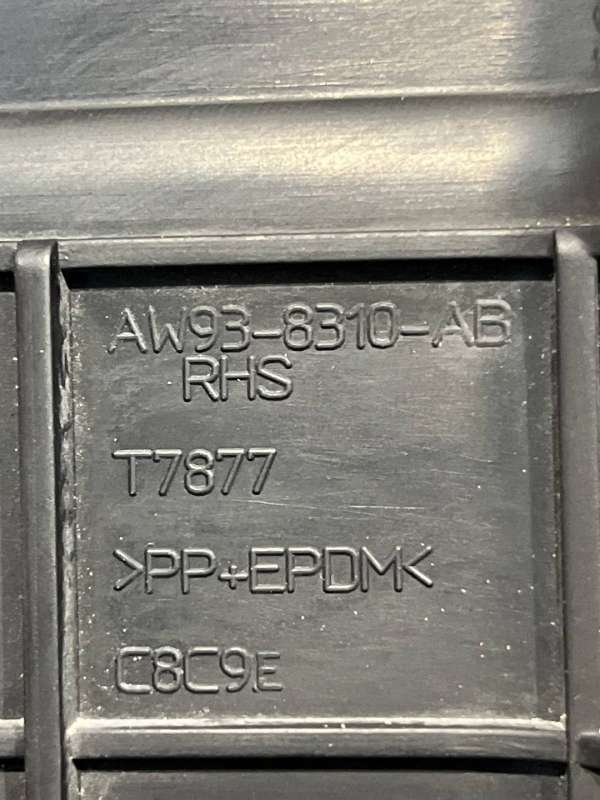 AW93-8310-AB
RHS
T7877
>PP+EPDM<
C8C9E